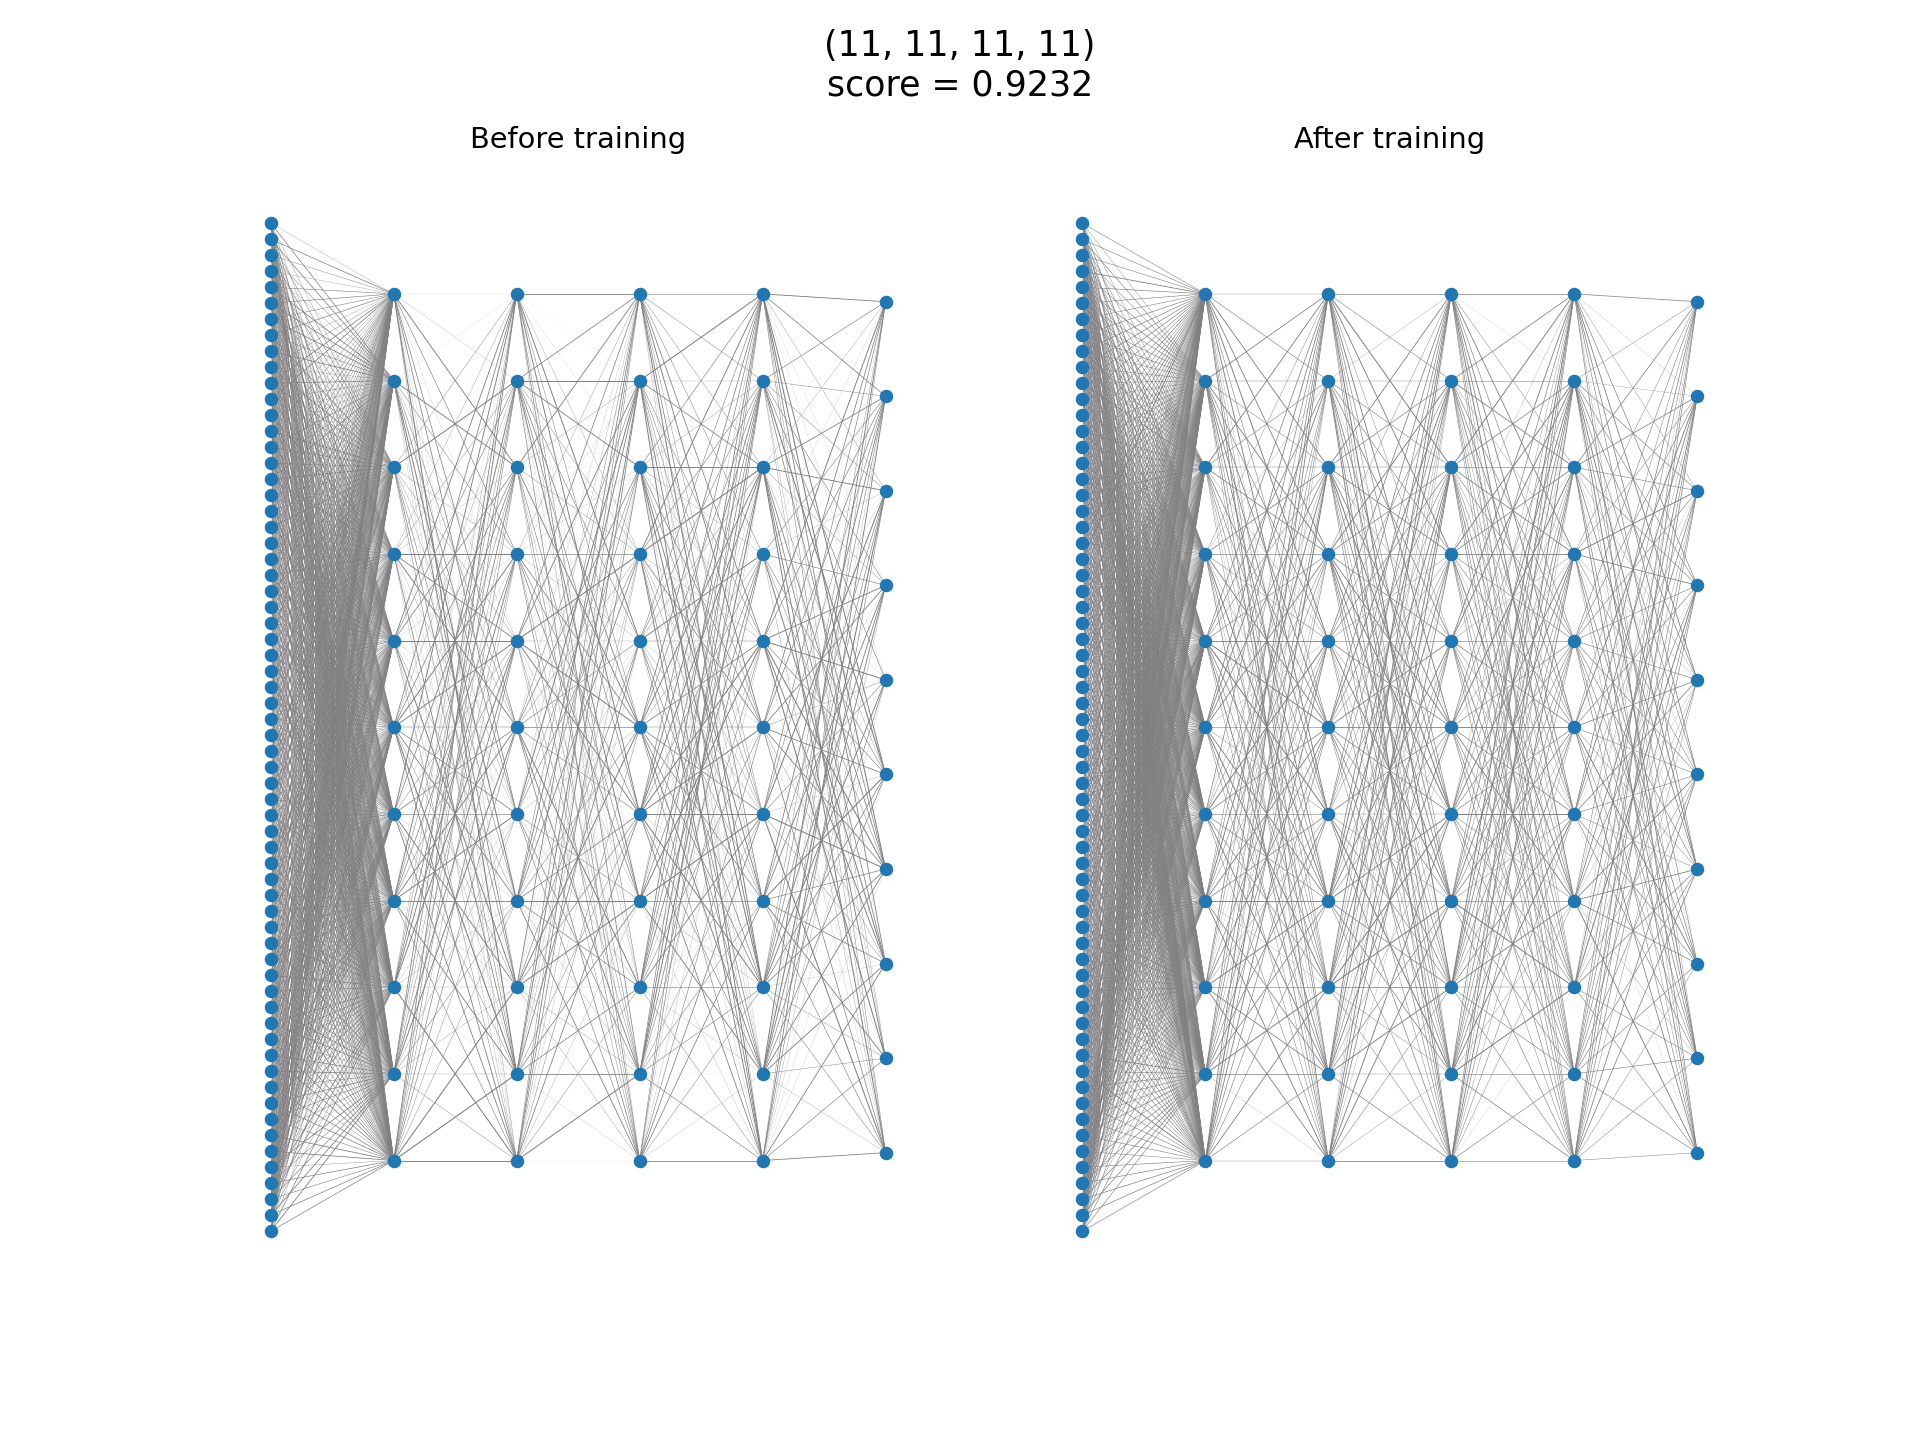 (11, 11, 11, 11)
score = 0.9232
Before training
After training